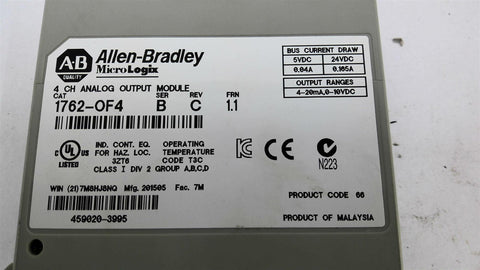 A-B
QUALITY
Allen-Bradley
MicroLogix
BUS CURRENT DRAW
5VDC 24VDC
0.04A 0.165A
OUTPUT RANGES
4-20mA,0-10VDC
4 CH ANALOG OUTPUT MODULE
CAT SER REV FRN
1762-OF4 B C 1.1
C UL US
LISTED
IND. CONT. EQ. OPERATING
FOR HAZ. LOC. TEMPERATURE
3ZT6 CODE T3C
CLASS I DIV 2 GROUP A,B,C,D
CE
N223
WIN (21)7M8HJ8NQ Mfg. 201505 Fac. 7M
PRODUCT CODE 66
459020-3995
PRODUCT OF MALAYSIA